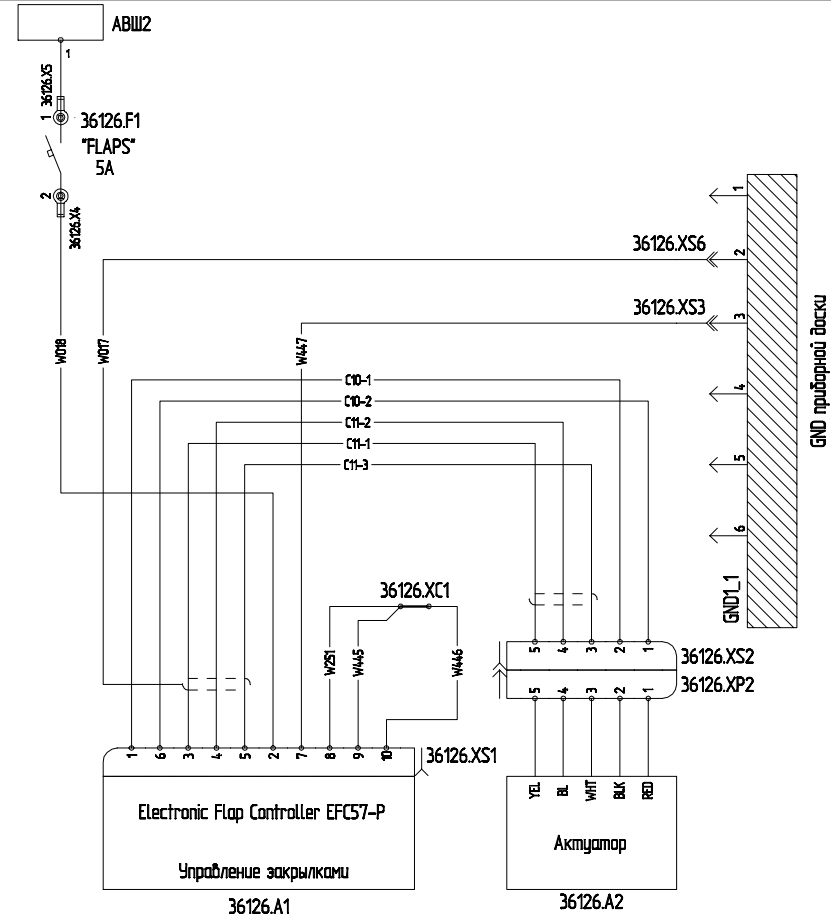 АВШ2
1
36126.X5
1
36126.F1
"FLAPS"
5A
2
36126.X4
1
36126.XS6
2
36126.XS3
3
GND приборной доски
W018
W017
W447
C10-1
4
C10-2
C11-2
C11-1
C11-3
5
6
GND1_1
36126.XC1
W251
W445
W446
5
4
3
2
1
36126.XS2
36126.XP2
5
4
3
2
1
1
6
3
4
5
2
7
8
9
10
36126.XS1
YEL
BL
WHT
BLK
RED
Electronic Flap Controller EFC57-P
Управление закрылками
36126.A1
Актуатор
36126.A2